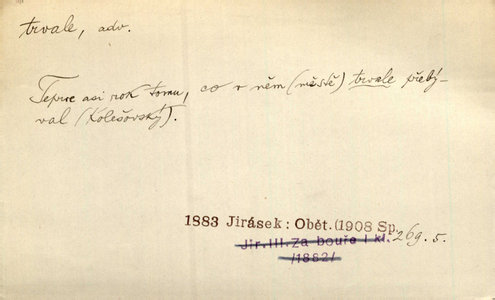 trvale, adv.
Teprve asi rok tomu, co v něm (městě) trvale přebý-
val (Kolešovský).
1883 Jirásek: Oběť. (1908 Sp.
Jir. III. Za bouře I kl. 269. 5.
/1882/